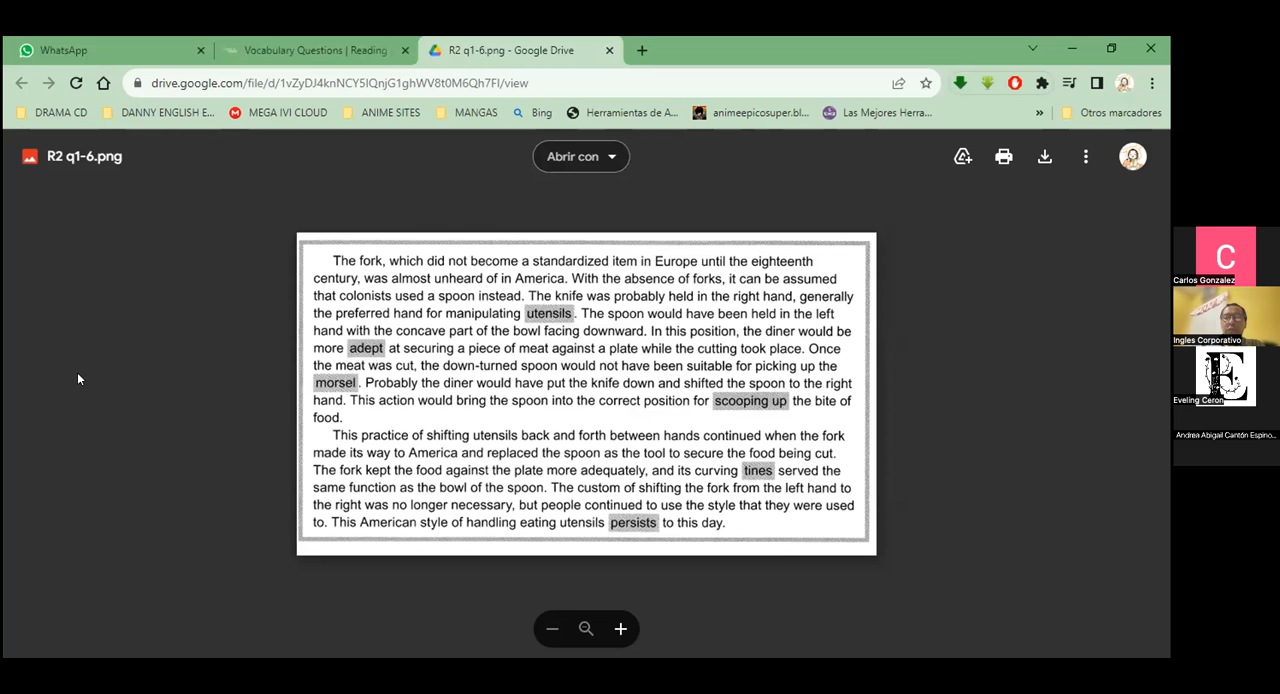 WhatsApp
Vocabulary Questions | Reading
R2 q1-6.png - Google Drive
drive.google.com/file/d/1vZyDJ4knNCY5IQnjG1ghWV8t0M6Qh7FI/view
DRAMA CD
DANNY ENGLISH E...
MEGA IVI CLOUD
ANIME SITES
MANGAS
Bing
Herramientas de A...
animeepicosuper.bl...
Las Mejores Herra...
»
Otros marcadores
R2 q1-6.png
Abrir con
The fork, which did not become a standardized item in Europe until the eighteenth
century, was almost unheard of in America. With the absence of forks, it can be assumed
that colonists used a spoon instead. The knife was probably held in the right hand, generally
the preferred hand for manipulating utensils. The spoon would have been held in the left
hand with the concave part of the bowl facing downward. In this position, the diner would be
more adept at securing a piece of meat against a plate while the cutting took place. Once
the meat was cut, the down-turned spoon would not have been suitable for picking up the
morsel. Probably the diner would have put the knife down and shifted the spoon to the right
hand. This action would bring the spoon into the correct position for scooping up the bite of
food.
This practice of shifting utensils back and forth between hands continued when the fork
made its way to America and replaced the spoon as the tool to secure the food being cut.
The fork kept the food against the plate more adequately, and its curving tines served the
same function as the bowl of the spoon. The custom of shifting the fork from the left hand to
the right was no longer necessary, but people continued to use the style that they were used
to. This American style of handling eating utensils persists to this day.
C
Carlos Gonzalez
Ingles Corporativo
E
Eveling Ceron
Andrea Abigail Cantón Espino...